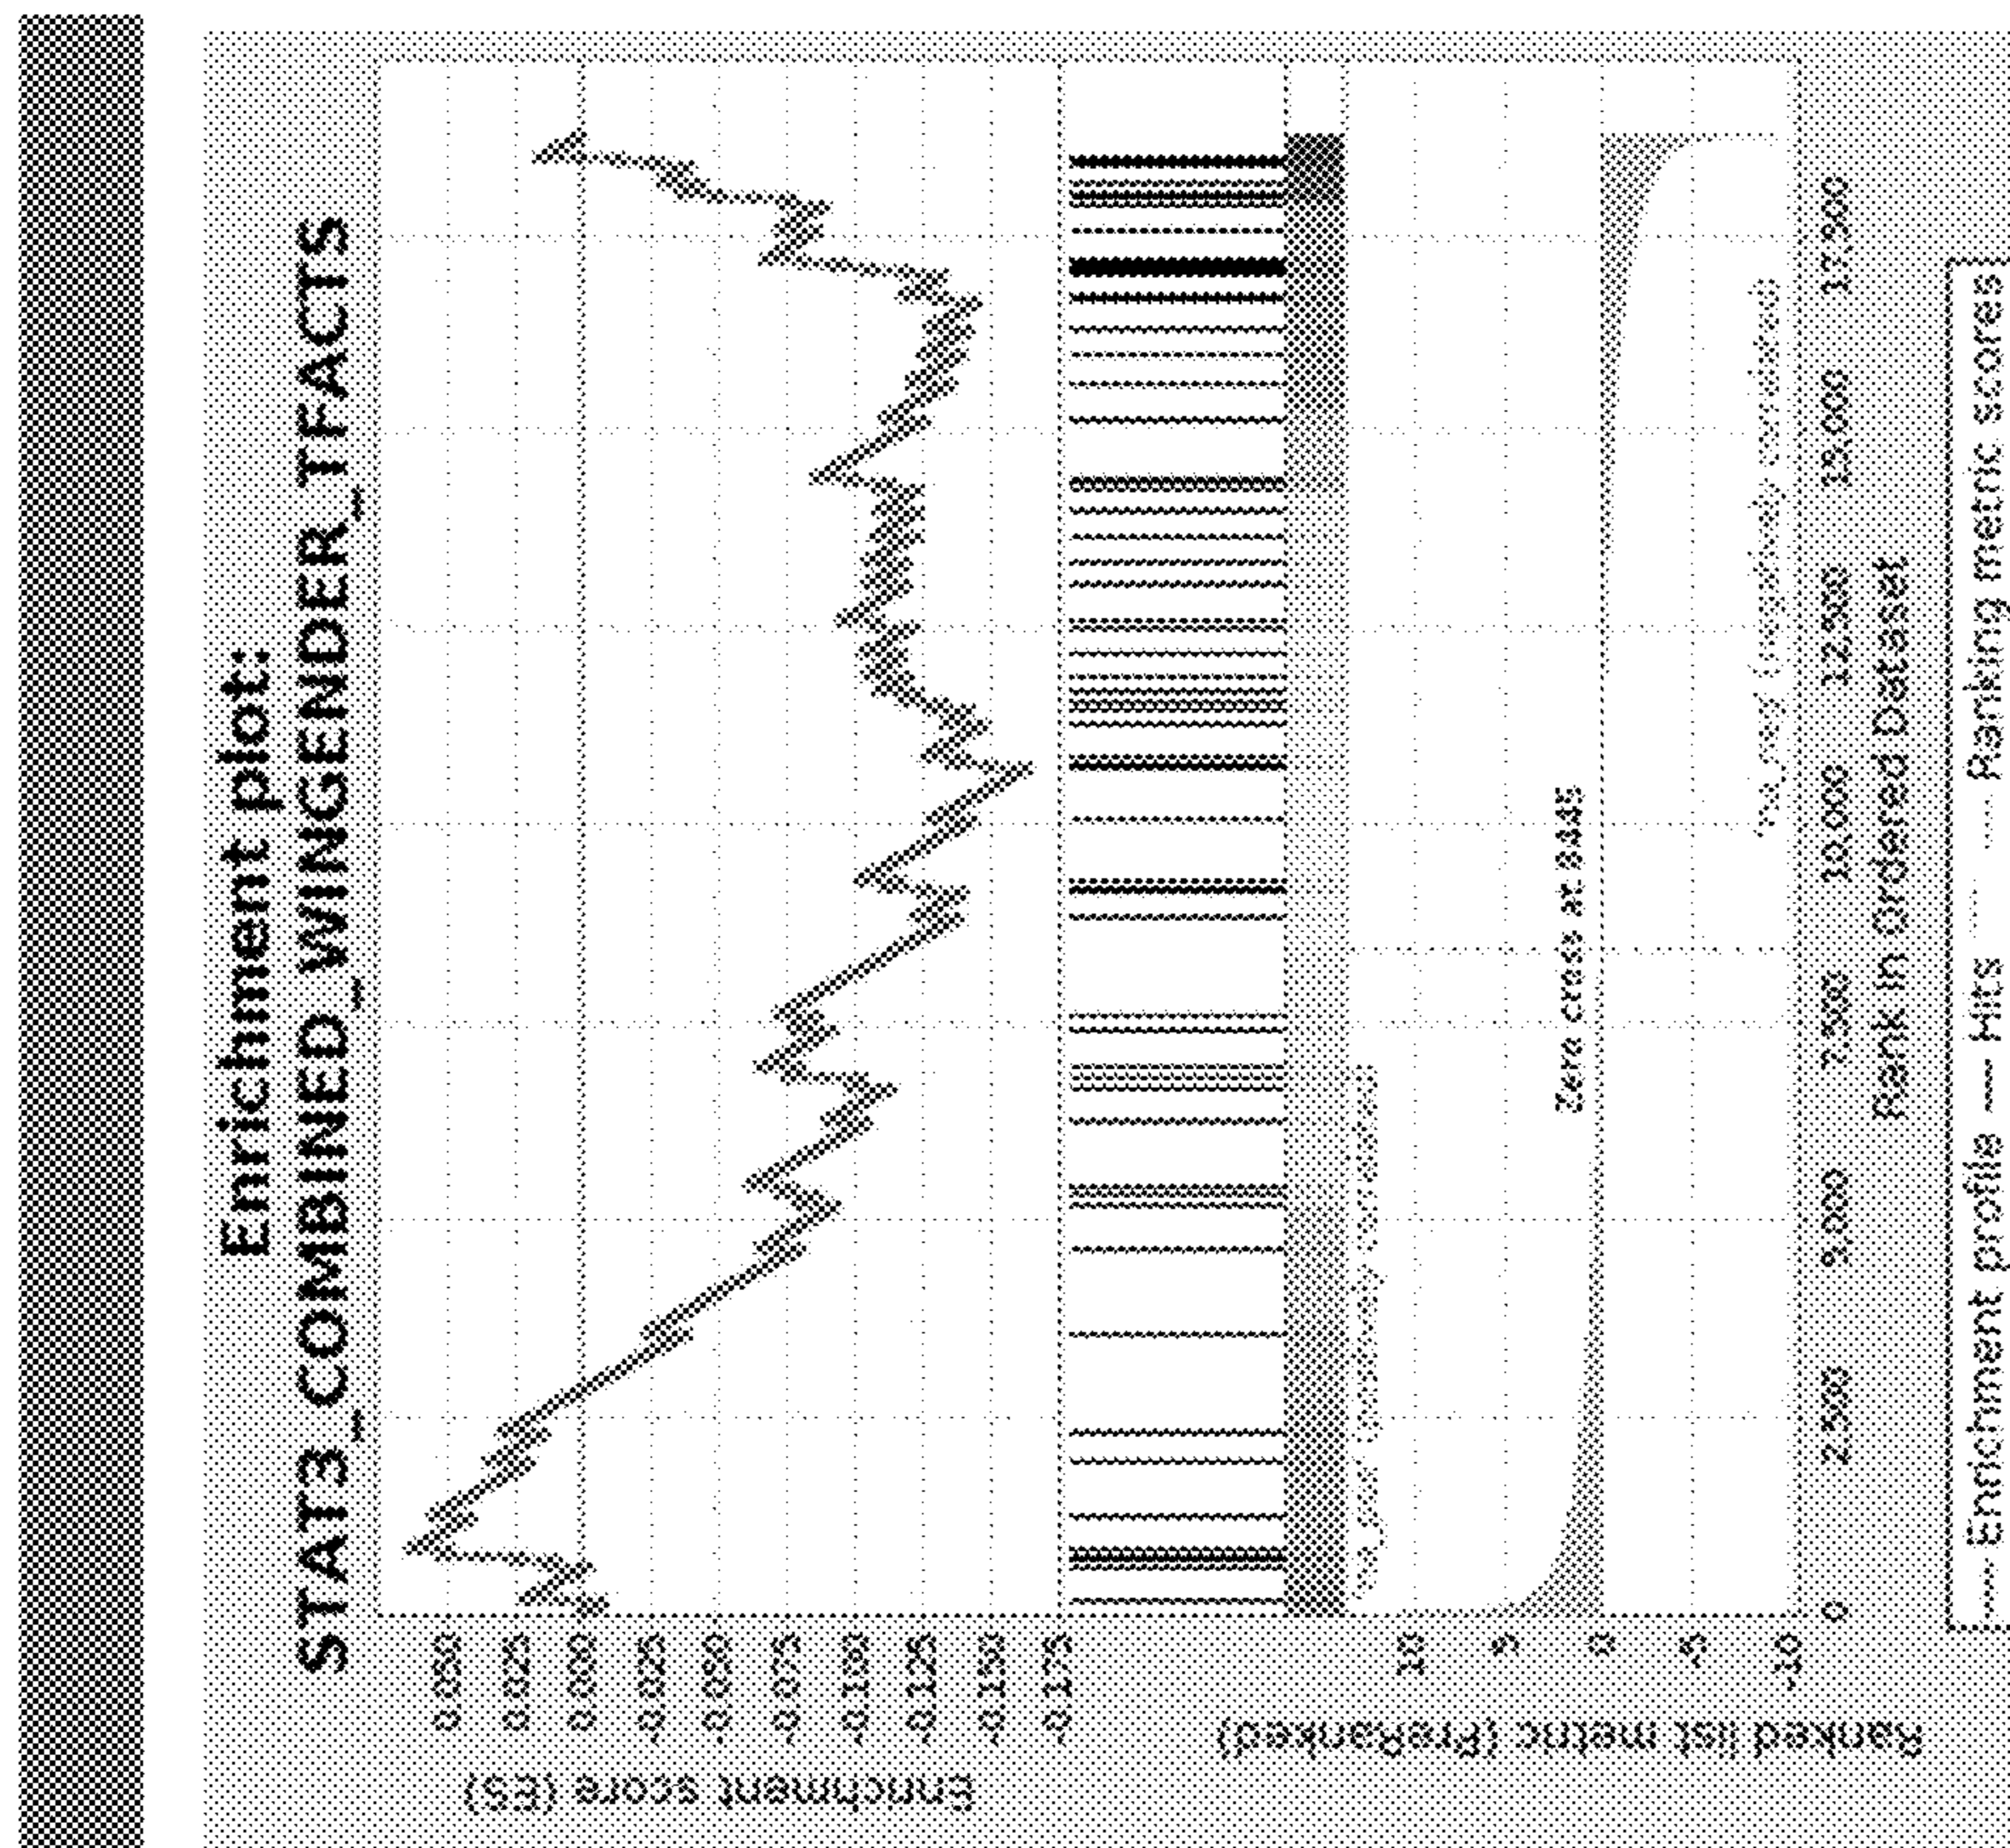 Enrichment plot:
STAT3_COMBINED_WINGENDER_TFACTS
Enrichment score (ES)
0.050
0.025
0.000
-0.025
-0.050
-0.075
-0.100
-0.125
-0.150
-0.175
Ranked list metric (PreRanked)
10
5
0
-5
-10
Zero cross at 8445
(negatively correlated)
0
2,500
5,000
7,500
10,000
12,500
15,000
17,500
Rank in Ordered Dataset
Enrichment profile — Hits Ranking metric scores